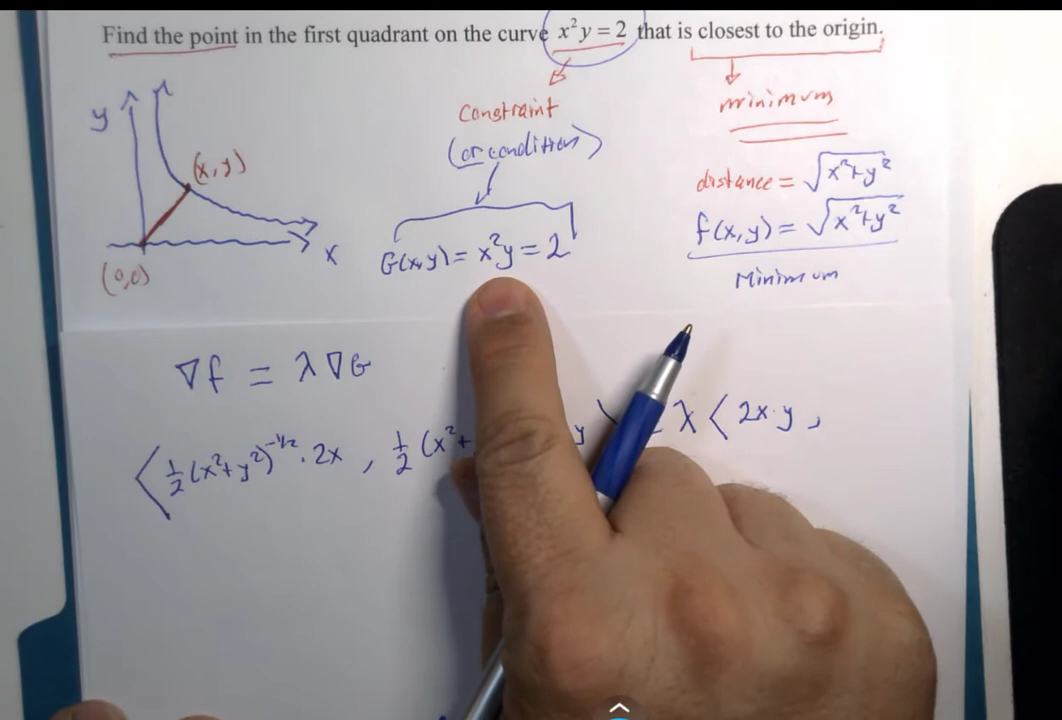 Find the point in the first quadrant on the curve x²y = 2 that is closest to the origin.
y
(x,y)
x
(0,0)
Constraint
(or condition)
G(x,y) = x²y = 2
minimum
distance = √x²+y²
f(x,y) = √x²+y²
Minimum
∇f = λ∇G
⟨ ½(x²+y²)^-1/2 · 2x , ½(x²+ y ⟩ λ⟨ 2x·y ,